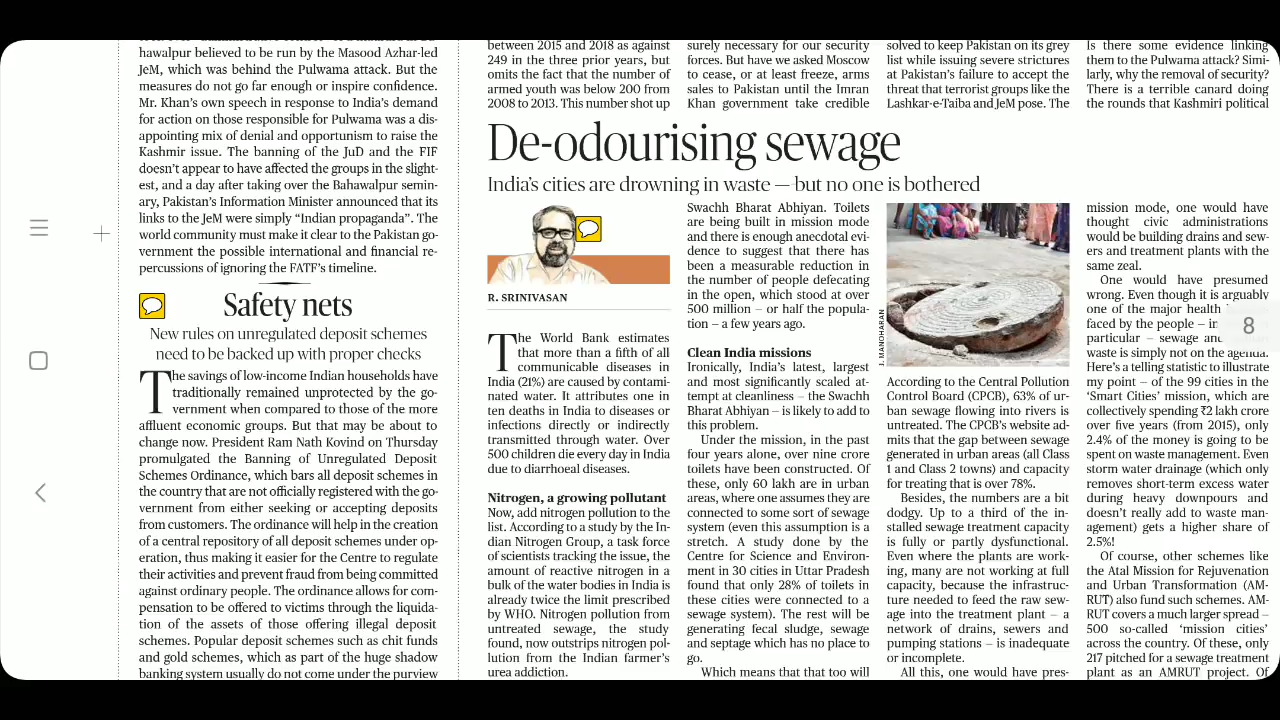 hawalpur believed to be run by the Masood Azhar-led
JeM, which was behind the Pulwama attack. But the
measures do not go far enough or inspire confidence.
Mr. Khan's own speech in response to India's demand
for action on those responsible for Pulwama was a dis-
appointing mix of denial and opportunism to raise the
Kashmir issue. The banning of the JuD and the FIF
doesn't appear to have affected the groups in the slight-
est, and a day after taking over the Bahawalpur semin-
ary, Pakistan's Information Minister announced that its
links to the JeM were simply “Indian propaganda”. The
world community must make it clear to the Pakistan go-
vernment the possible international and financial re-
percussions of ignoring the FATF's timeline.
Safety nets
New rules on unregulated deposit schemes
need to be backed up with proper checks
The savings of low-income Indian households have
traditionally remained unprotected by the go-
vernment when compared to those of the more
affluent economic groups. But that may be about to
change now. President Ram Nath Kovind on Thursday
promulgated the Banning of Unregulated Deposit
Schemes Ordinance, which bars all deposit schemes in
the country that are not officially registered with the go-
vernment from either seeking or accepting deposits
from customers. The ordinance will help in the creation
of a central repository of all deposit schemes under op-
eration, thus making it easier for the Centre to regulate
their activities and prevent fraud from being committed
against ordinary people. The ordinance allows for com-
pensation to be offered to victims through the liquida-
tion of the assets of those offering illegal deposit
schemes. Popular deposit schemes such as chit funds
and gold schemes, which as part of the huge shadow
banking system usually do not come under the purview
between 2015 and 2018 as against
249 in the three prior years, but
omits the fact that the number of
armed youth was below 200 from
2008 to 2013. This number shot up
surely necessary for our security
forces. But have we asked Moscow
to cease, or at least freeze, arms
sales to Pakistan until the Imran
Khan government take credible
solved to keep Pakistan on its grey
list while issuing severe strictures
at Pakistan's failure to accept the
threat that terrorist groups like the
Lashkar-e-Taiba and JeM pose. The
Is there some evidence linking
them to the Pulwama attack? Simi-
larly, why the removal of security?
There is a terrible canard doing
the rounds that Kashmiri political
De-odourising sewage
India's cities are drowning in waste — but no one is bothered
R. SRINIVASAN
The World Bank estimates
that more than a fifth of all
communicable diseases in
India (21%) are caused by contami-
nated water. It attributes one in
ten deaths in India to diseases or
infections directly or indirectly
transmitted through water. Over
500 children die every day in India
due to diarrhoeal diseases.
Nitrogen, a growing pollutant
Now, add nitrogen pollution to the
list. According to a study by the In-
dian Nitrogen Group, a task force
of scientists tracking the issue, the
amount of reactive nitrogen in a
bulk of the water bodies in India is
already twice the limit prescribed
by WHO. Nitrogen pollution from
untreated sewage, the study
found, now outstrips nitrogen pol-
lution from the Indian farmer's
urea addiction.
Swachh Bharat Abhiyan. Toilets
are being built in mission mode
and there is enough anecdotal evi-
dence to suggest that there has
been a measurable reduction in
the number of people defecating
in the open, which stood at over
500 million – or half the popula-
tion – a few years ago.
Clean India missions
Ironically, India's latest, largest
and most significantly scaled at-
tempt at cleanliness – the Swachh
Bharat Abhiyan – is likely to add to
this problem.
Under the mission, in the past
four years alone, over nine crore
toilets have been constructed. Of
these, only 60 lakh are in urban
areas, where one assumes they are
connected to some sort of sewage
system (even this assumption is a
stretch. A study done by the
Centre for Science and Environ-
ment in 30 cities in Uttar Pradesh
found that only 28% of toilets in
these cities were connected to a
sewage system). The rest will be
generating fecal sludge, sewage
and septage which has no place to
go.
Which means that that too will
J. MANOHARAN
According to the Central Pollution
Control Board (CPCB), 63% of ur-
ban sewage flowing into rivers is
untreated. The CPCB's website ad-
mits that the gap between sewage
generated in urban areas (all Class
1 and Class 2 towns) and capacity
for treating that is over 78%.
Besides, the numbers are a bit
dodgy. Up to a third of the in-
stalled sewage treatment capacity
is fully or partly dysfunctional.
Even where the plants are work-
ing, many are not working at full
capacity, because the infrastruc-
ture needed to feed the raw sew-
age into the treatment plant – a
network of drains, sewers and
pumping stations – is inadequate
or incomplete.
All this, one would have pres-
mission mode, one would have
thought civic administrations
would be building drains and sew-
ers and treatment plants with the
same zeal.
One would have presumed
wrong. Even though it is arguably
one of the major health
faced by the people – in
particular – sewage and
waste is simply not on the agenda.
Here's a telling statistic to illustrate
my point – of the 99 cities in the
‘Smart Cities’ mission, which are
collectively spending ₹2 lakh crore
over five years (from 2015), only
2.4% of the money is going to be
spent on waste management. Even
storm water drainage (which only
removes short-term excess water
during heavy downpours and
doesn't really add to waste man-
agement) gets a higher share of
2.5%!
Of course, other schemes like
the Atal Mission for Rejuvenation
and Urban Transformation (AM-
RUT) also fund such schemes. AM-
RUT covers a much larger spread –
500 so-called ‘mission cities’
across the country. Of these, only
217 pitched for a sewage treatment
plant as an AMRUT project. Of
8